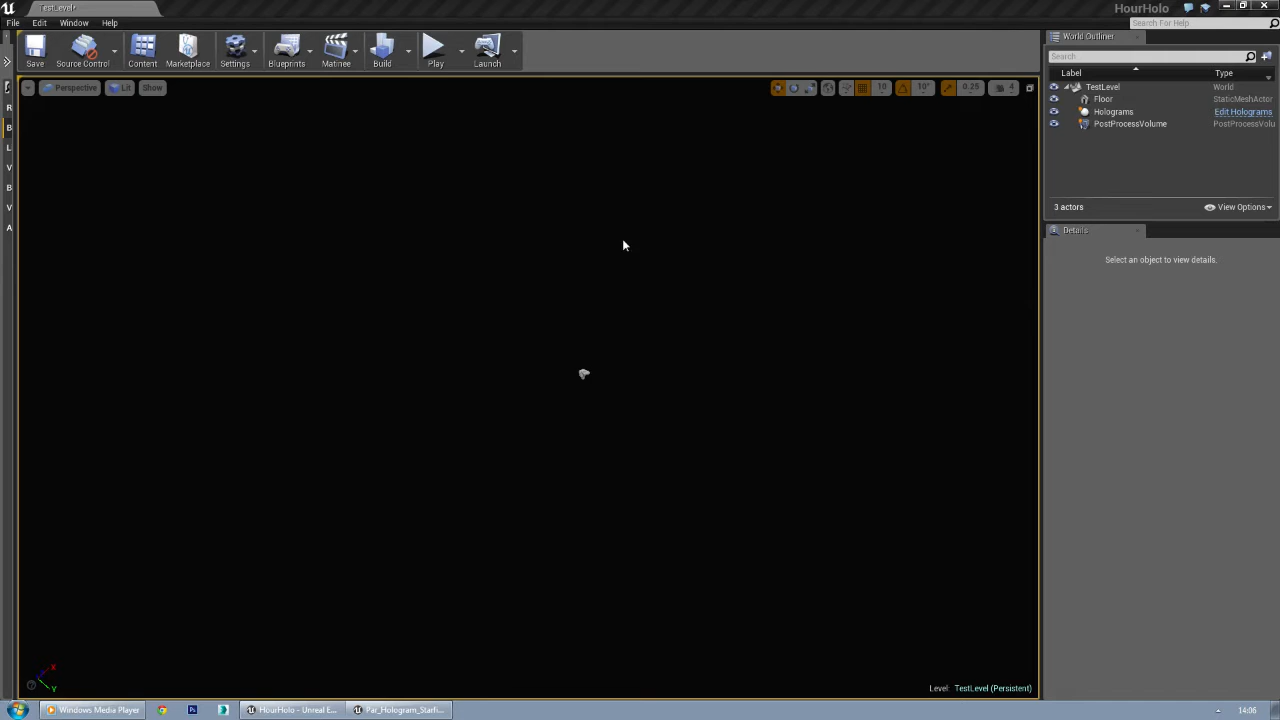 TestLevel*
HourHolo
File Edit Window Help
Search For Help
Save Source Control Content Marketplace Settings Blueprints Matinee Build Play Launch
World Outliner
Search
Label Type
TestLevel World
Floor StaticMeshActor
Holograms Edit Holograms
PostProcessVolume PostProcessVolu
3 actors View Options
Details
Select an object to view details.
Perspective Lit Show
10 10° 0.25 4
R
B
L
V
B
V
A
X
Y
Level: TestLevel (Persistent)
Windows Media Player Ps HourHolo - Unreal E... Par_Hologram_Starfi... 14:06